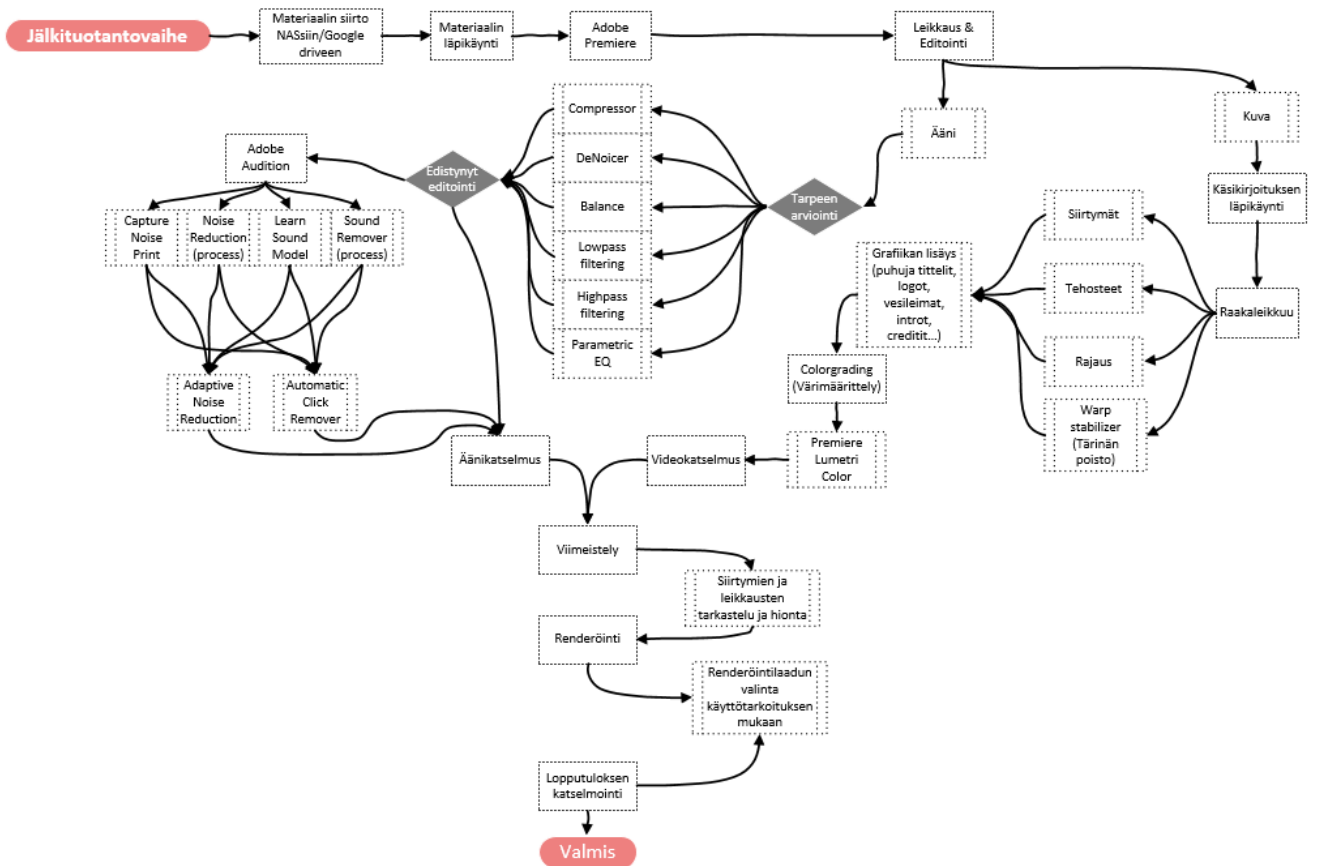 Jälkituotantovaihe
Materiaalin siirto
NASsiin/Google
driveen
Materiaalin
läpikäynti
Adobe
Premiere
Leikkaus &
Editointi
Ääni
Kuva
Käsikirjoituksen
läpikäynti
Raakaleikkuu
Siirtymät
Tehosteet
Rajaus
Warp
stabilizer
(Tärinän
poisto)
Grafiikan lisäys
(puhuja tittelit,
logot,
vesileimat,
introt,
creditit...)
Colorgrading
(Värimäärittely)
Premiere
Lumetri
Color
Videokatselmus
Tarpeen
arviointi
Compressor
DeNoicer
Balance
Lowpass
filtering
Highpass
filtering
Parametric
EQ
Edistynyt
editointi
Adobe
Audition
Capture
Noise
Print
Noise
Reduction
(process)
Learn
Sound
Model
Sound
Remover
(process)
Adaptive
Noise
Reduction
Automatic
Click
Remover
Äänikatselmus
Viimeistely
Siirtymien ja
leikkausten
tarkastelu ja hionta
Renderöinti
Renderöintilaadun
valinta
käyttötarkoituksen
mukaan
Lopputuloksen
katselmointi
Valmis